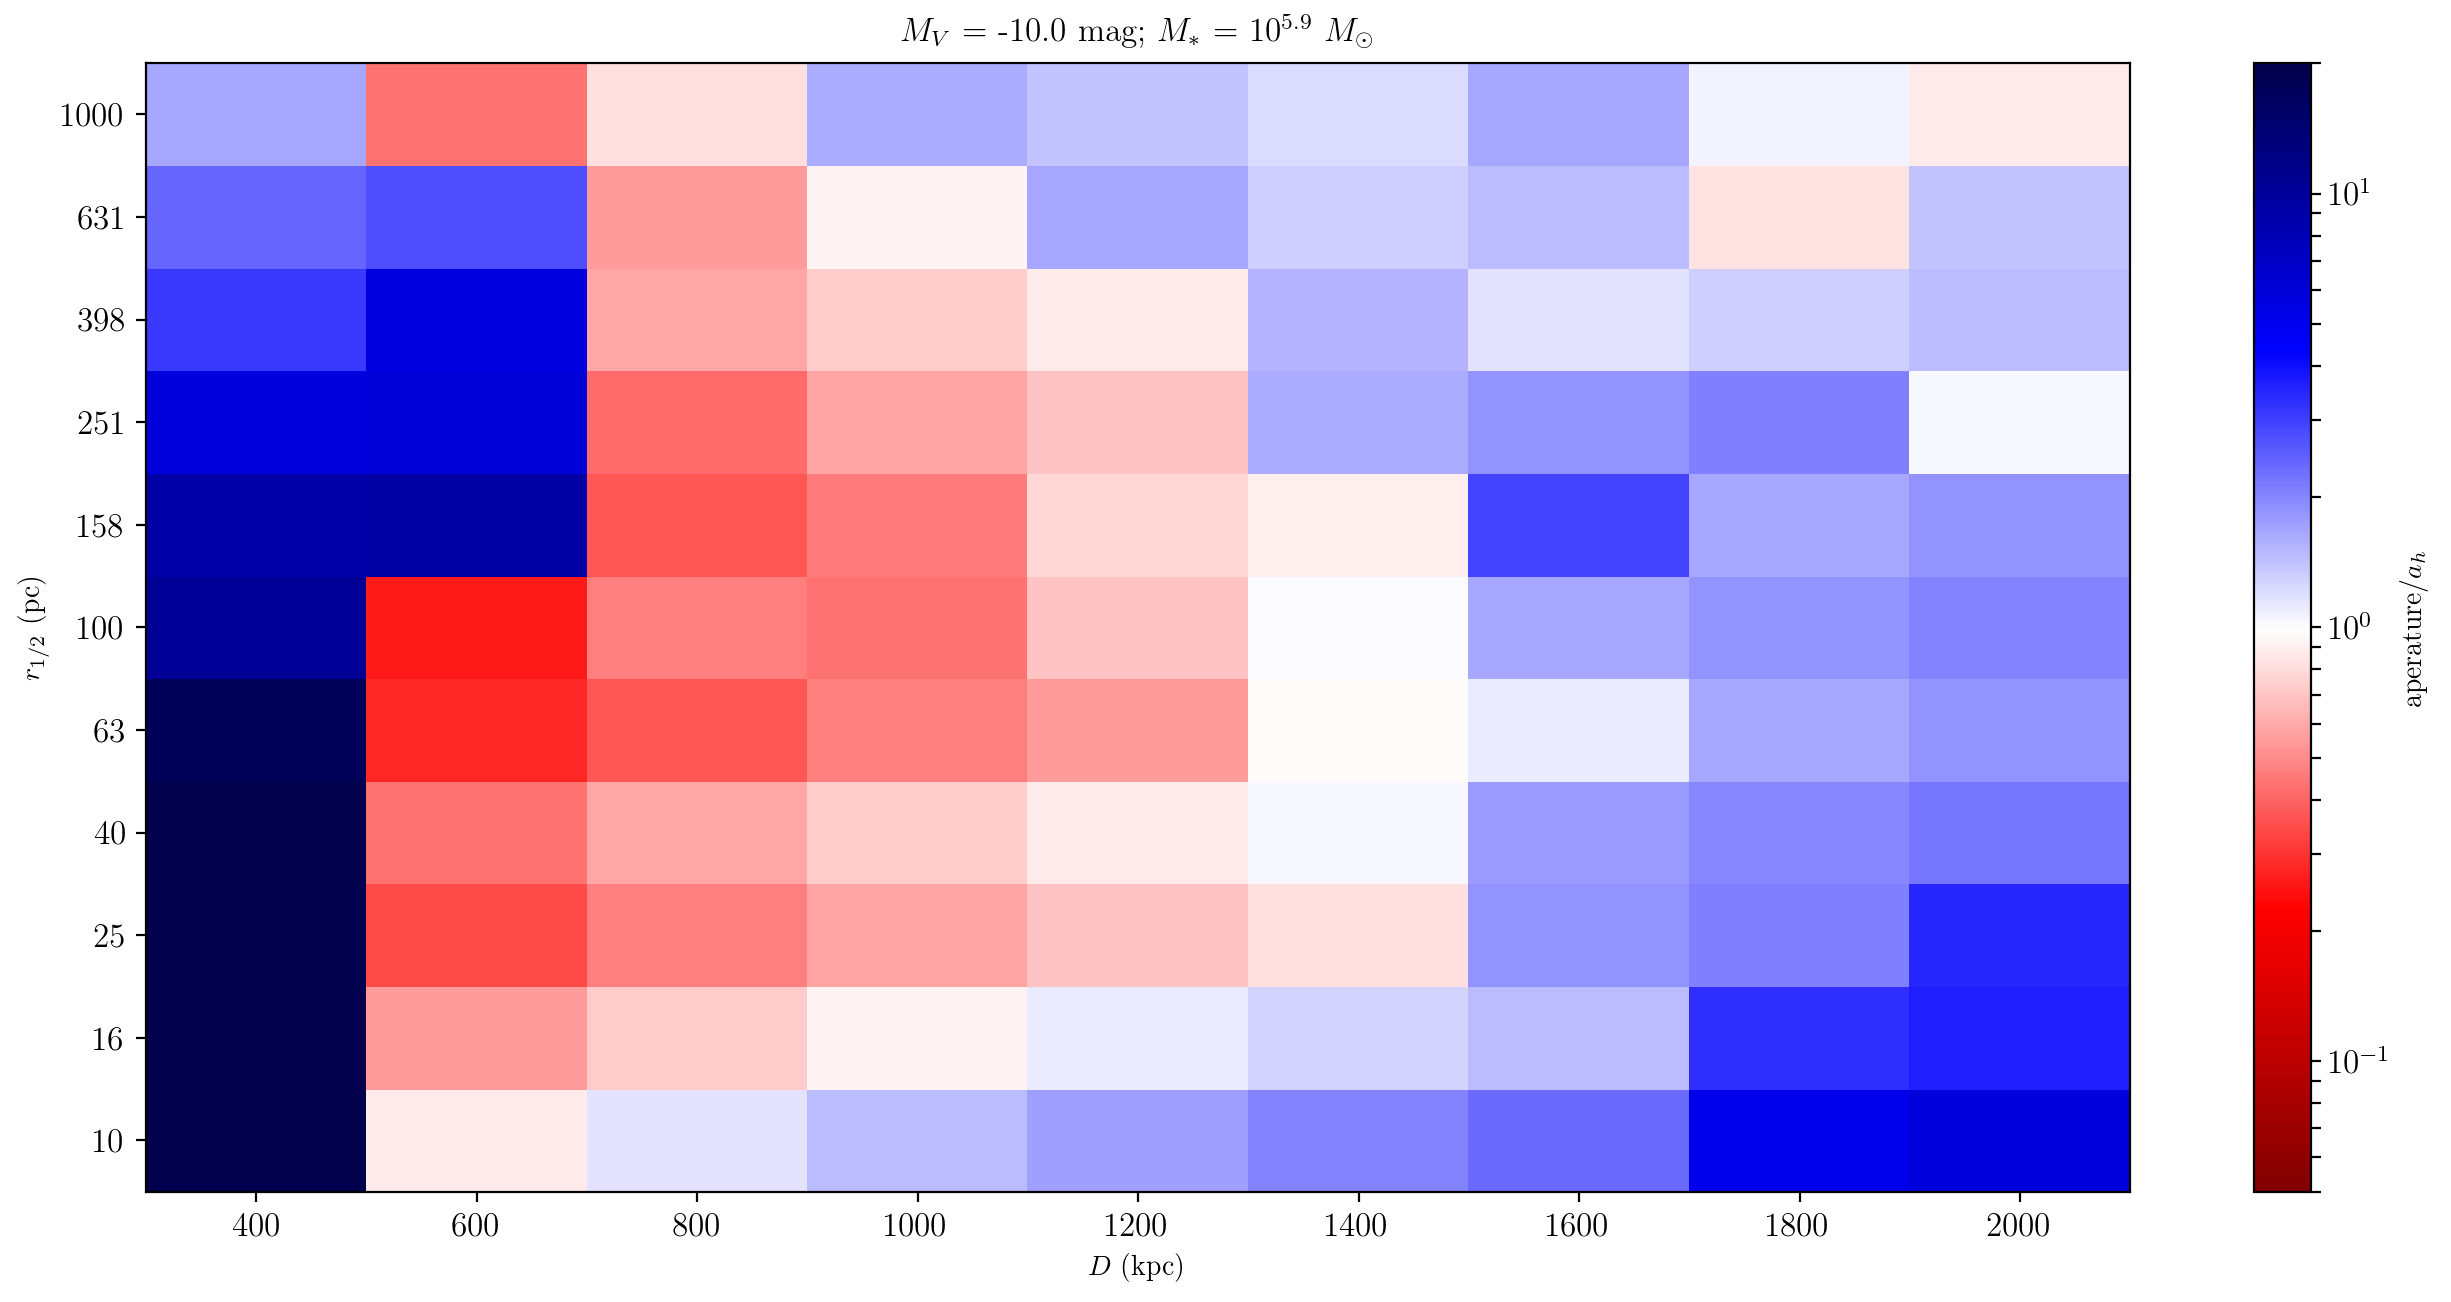 M_V = -10.0 mag; M_* = 10^{5.9} M_⊙
1000
631
398
251
158
100
63
40
25
16
10
r_{1/2} (pc)
400 600 800 1000 1200 1400 1600 1800 2000
D (kpc)
10^1
10^0
10^{-1}
aperature/a_h